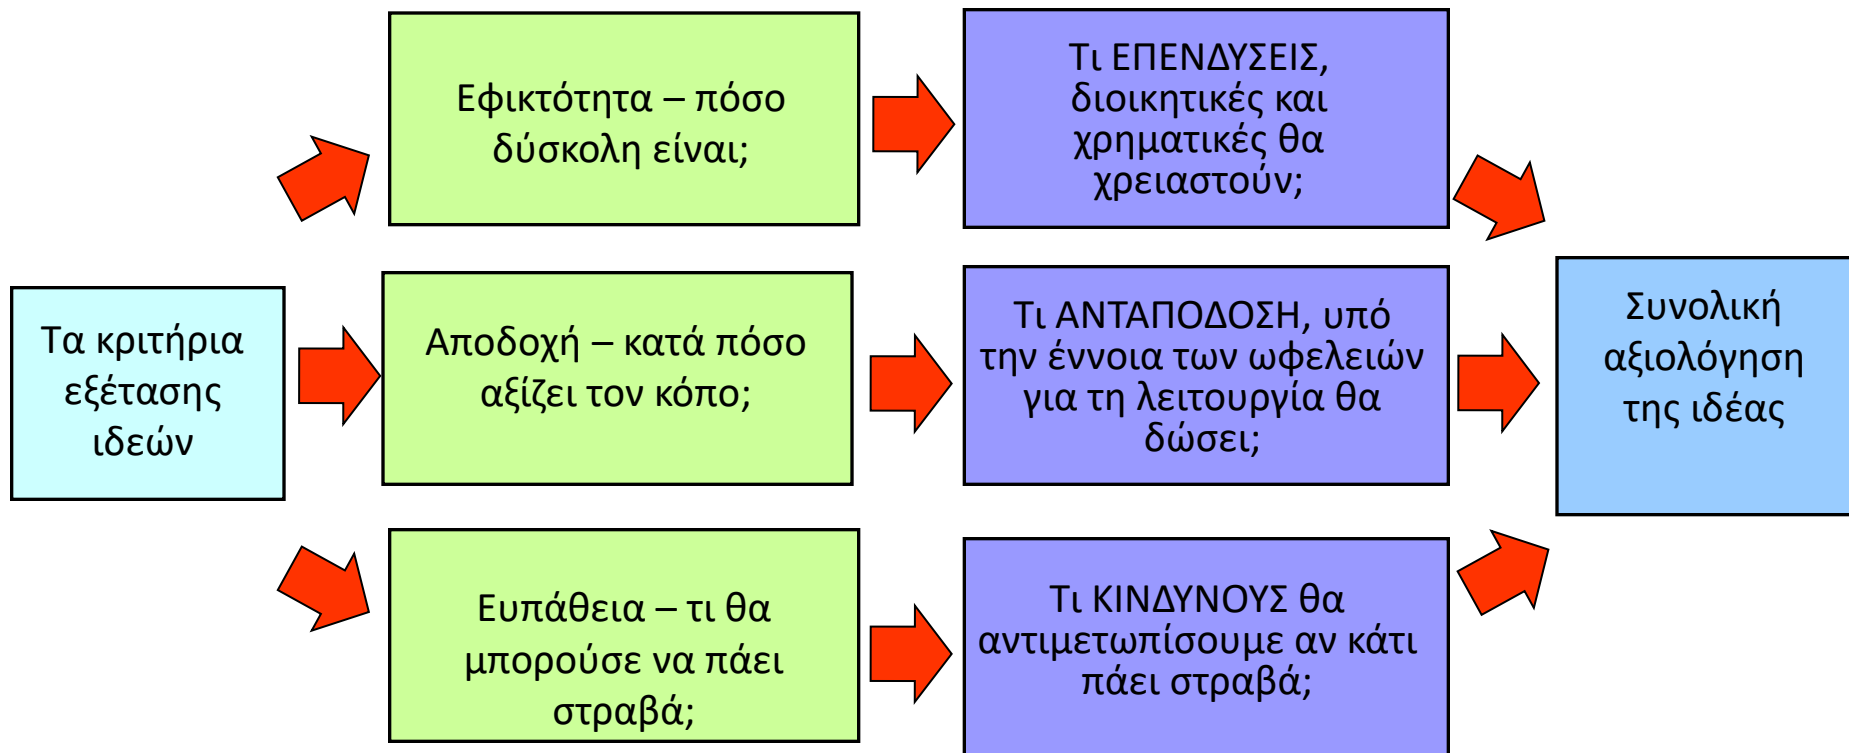 Τα κριτήρια
εξέτασης
ιδεών
Εφικτότητα – πόσο
δύσκολη είναι;
Τι ΕΠΕΝΔΥΣΕΙΣ,
διοικητικές και
χρηματικές θα
χρειαστούν;
Αποδοχή – κατά πόσο
αξίζει τον κόπο;
Τι ΑΝΤΑΠΟΔΟΣΗ, υπό
την έννοια των ωφελειών
για τη λειτουργία θα
δώσει;
Ευπάθεια – τι θα
μπορούσε να πάει
στραβά;
Τι ΚΙΝΔΥΝΟΥΣ θα
αντιμετωπίσουμε αν κάτι
πάει στραβά;
Συνολική
αξιολόγηση
της ιδέας